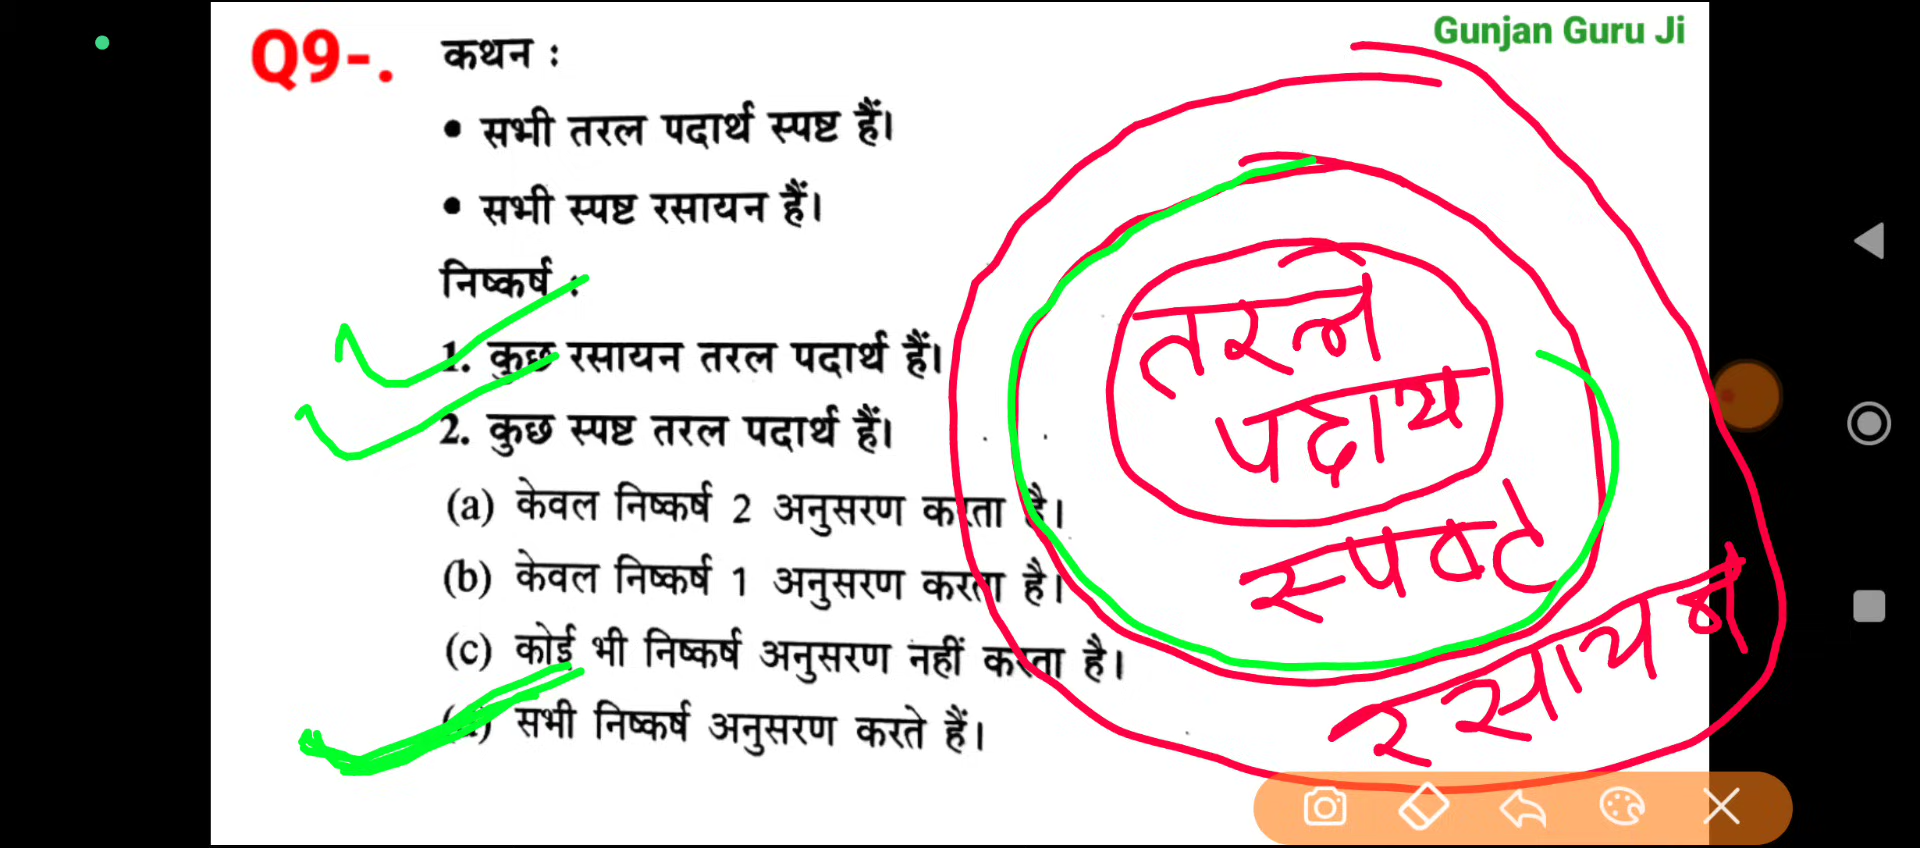 Gunjan Guru Ji
Q9-. कथन :
• सभी तरल पदार्थ स्पष्ट हैं।
• सभी स्पष्ट रसायन हैं।
निष्कर्ष :
1. कुछ रसायन तरल पदार्थ हैं।
2. कुछ स्पष्ट तरल पदार्थ हैं।
(a) केवल निष्कर्ष 2 अनुसरण करता है।
(b) केवल निष्कर्ष 1 अनुसरण करता है।
(c) कोई भी निष्कर्ष अनुसरण नहीं करता है।
(d) सभी निष्कर्ष अनुसरण करते हैं।
तरल
पदार्थ
स्पष्ट
रसायन